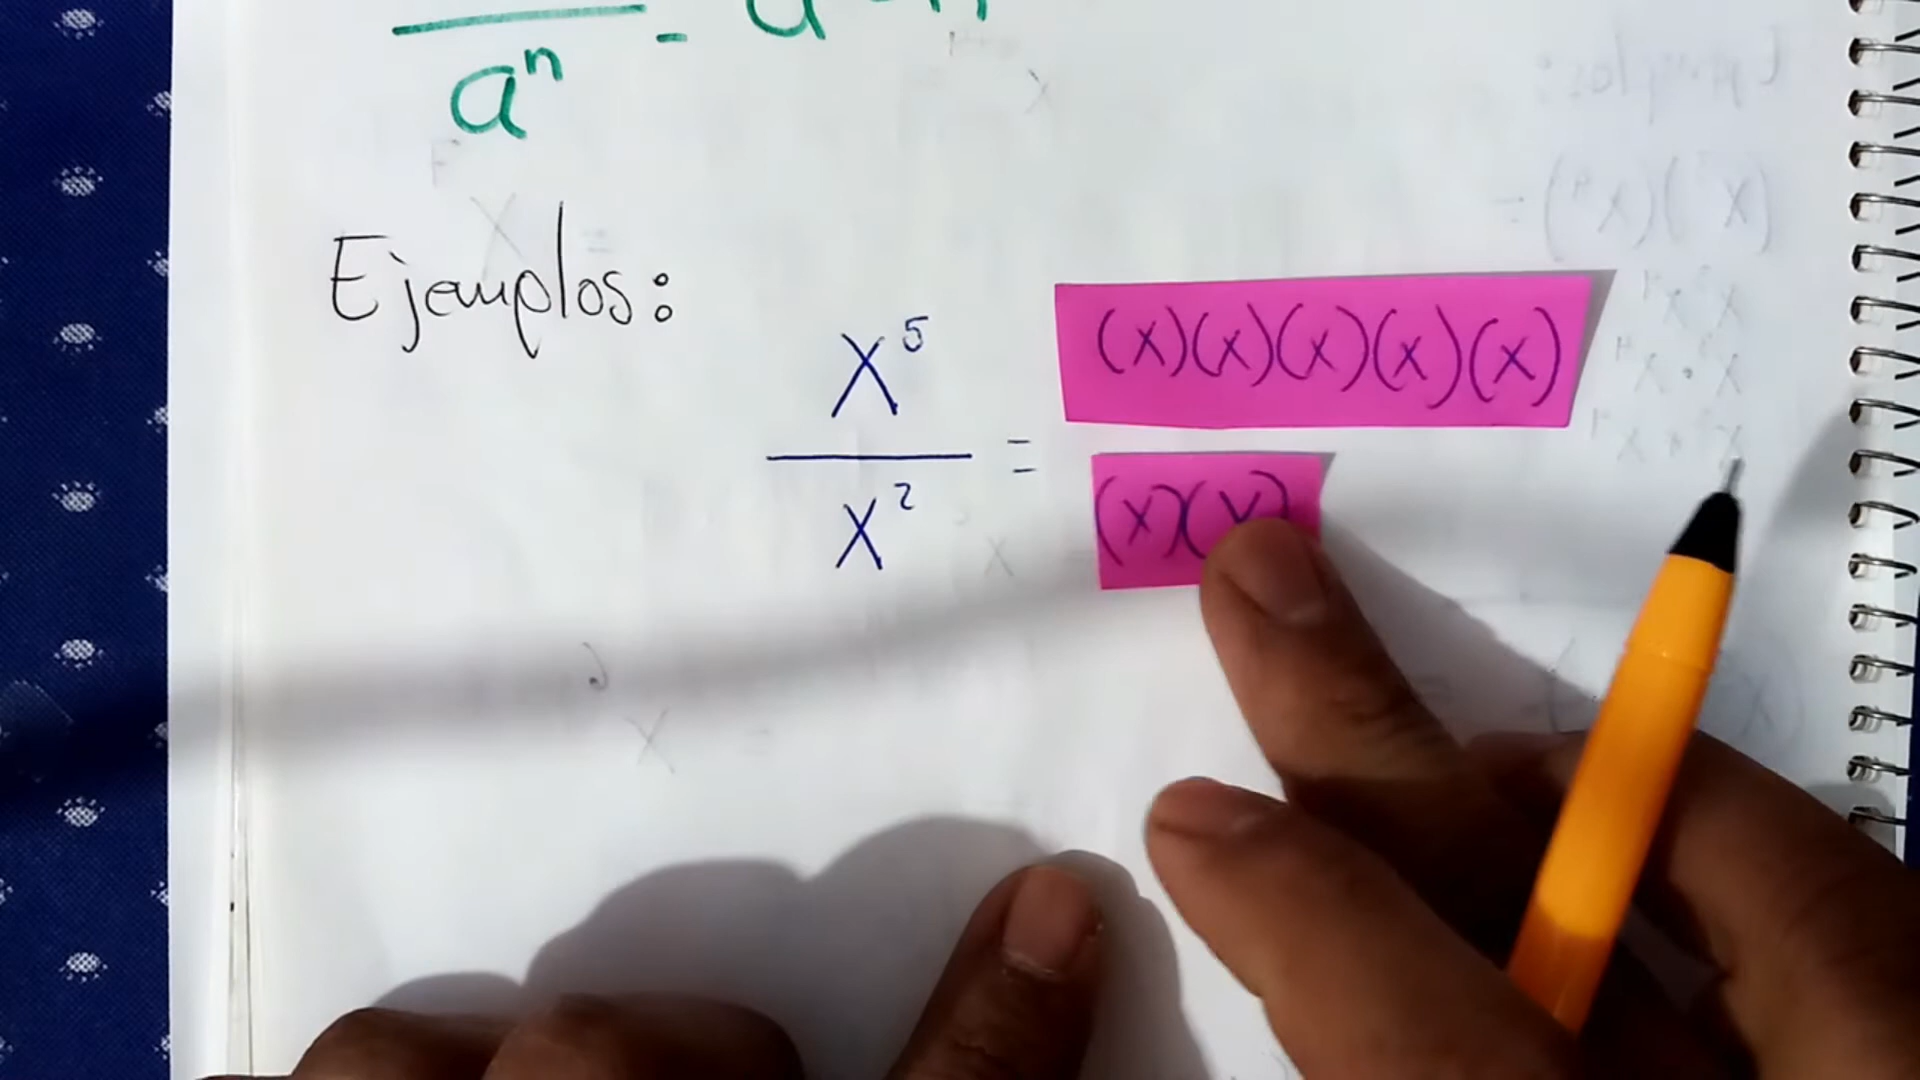 aⁿ = a
Ejemplos:
x⁵ = (x)(x)(x)(x)(x)
x² (x)(x)